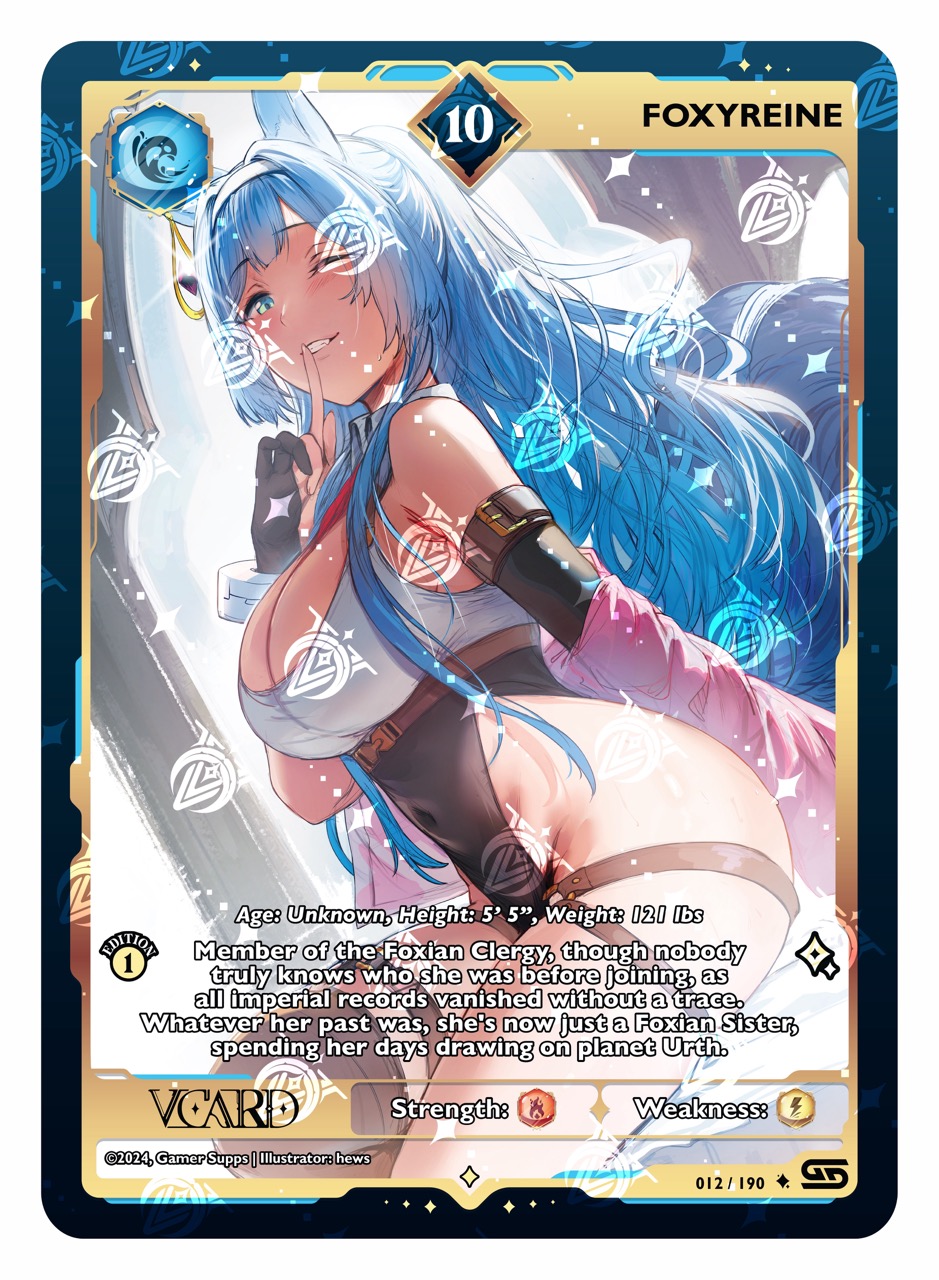 10
FOXYREINE
Age: Unknown, Height: 5' 5”, Weight: 121 lbs
EDITION
1
Member of the Foxian Clergy, though nobody
truly knows who she was before joining, as
all imperial records vanished without a trace.
Whatever her past was, she's now just a Foxian Sister,
spending her days drawing on planet Urth.
VCARD
Strength:
Weakness:
©2024, Gamer Supps | Illustrator: hews
012 / 190
GS